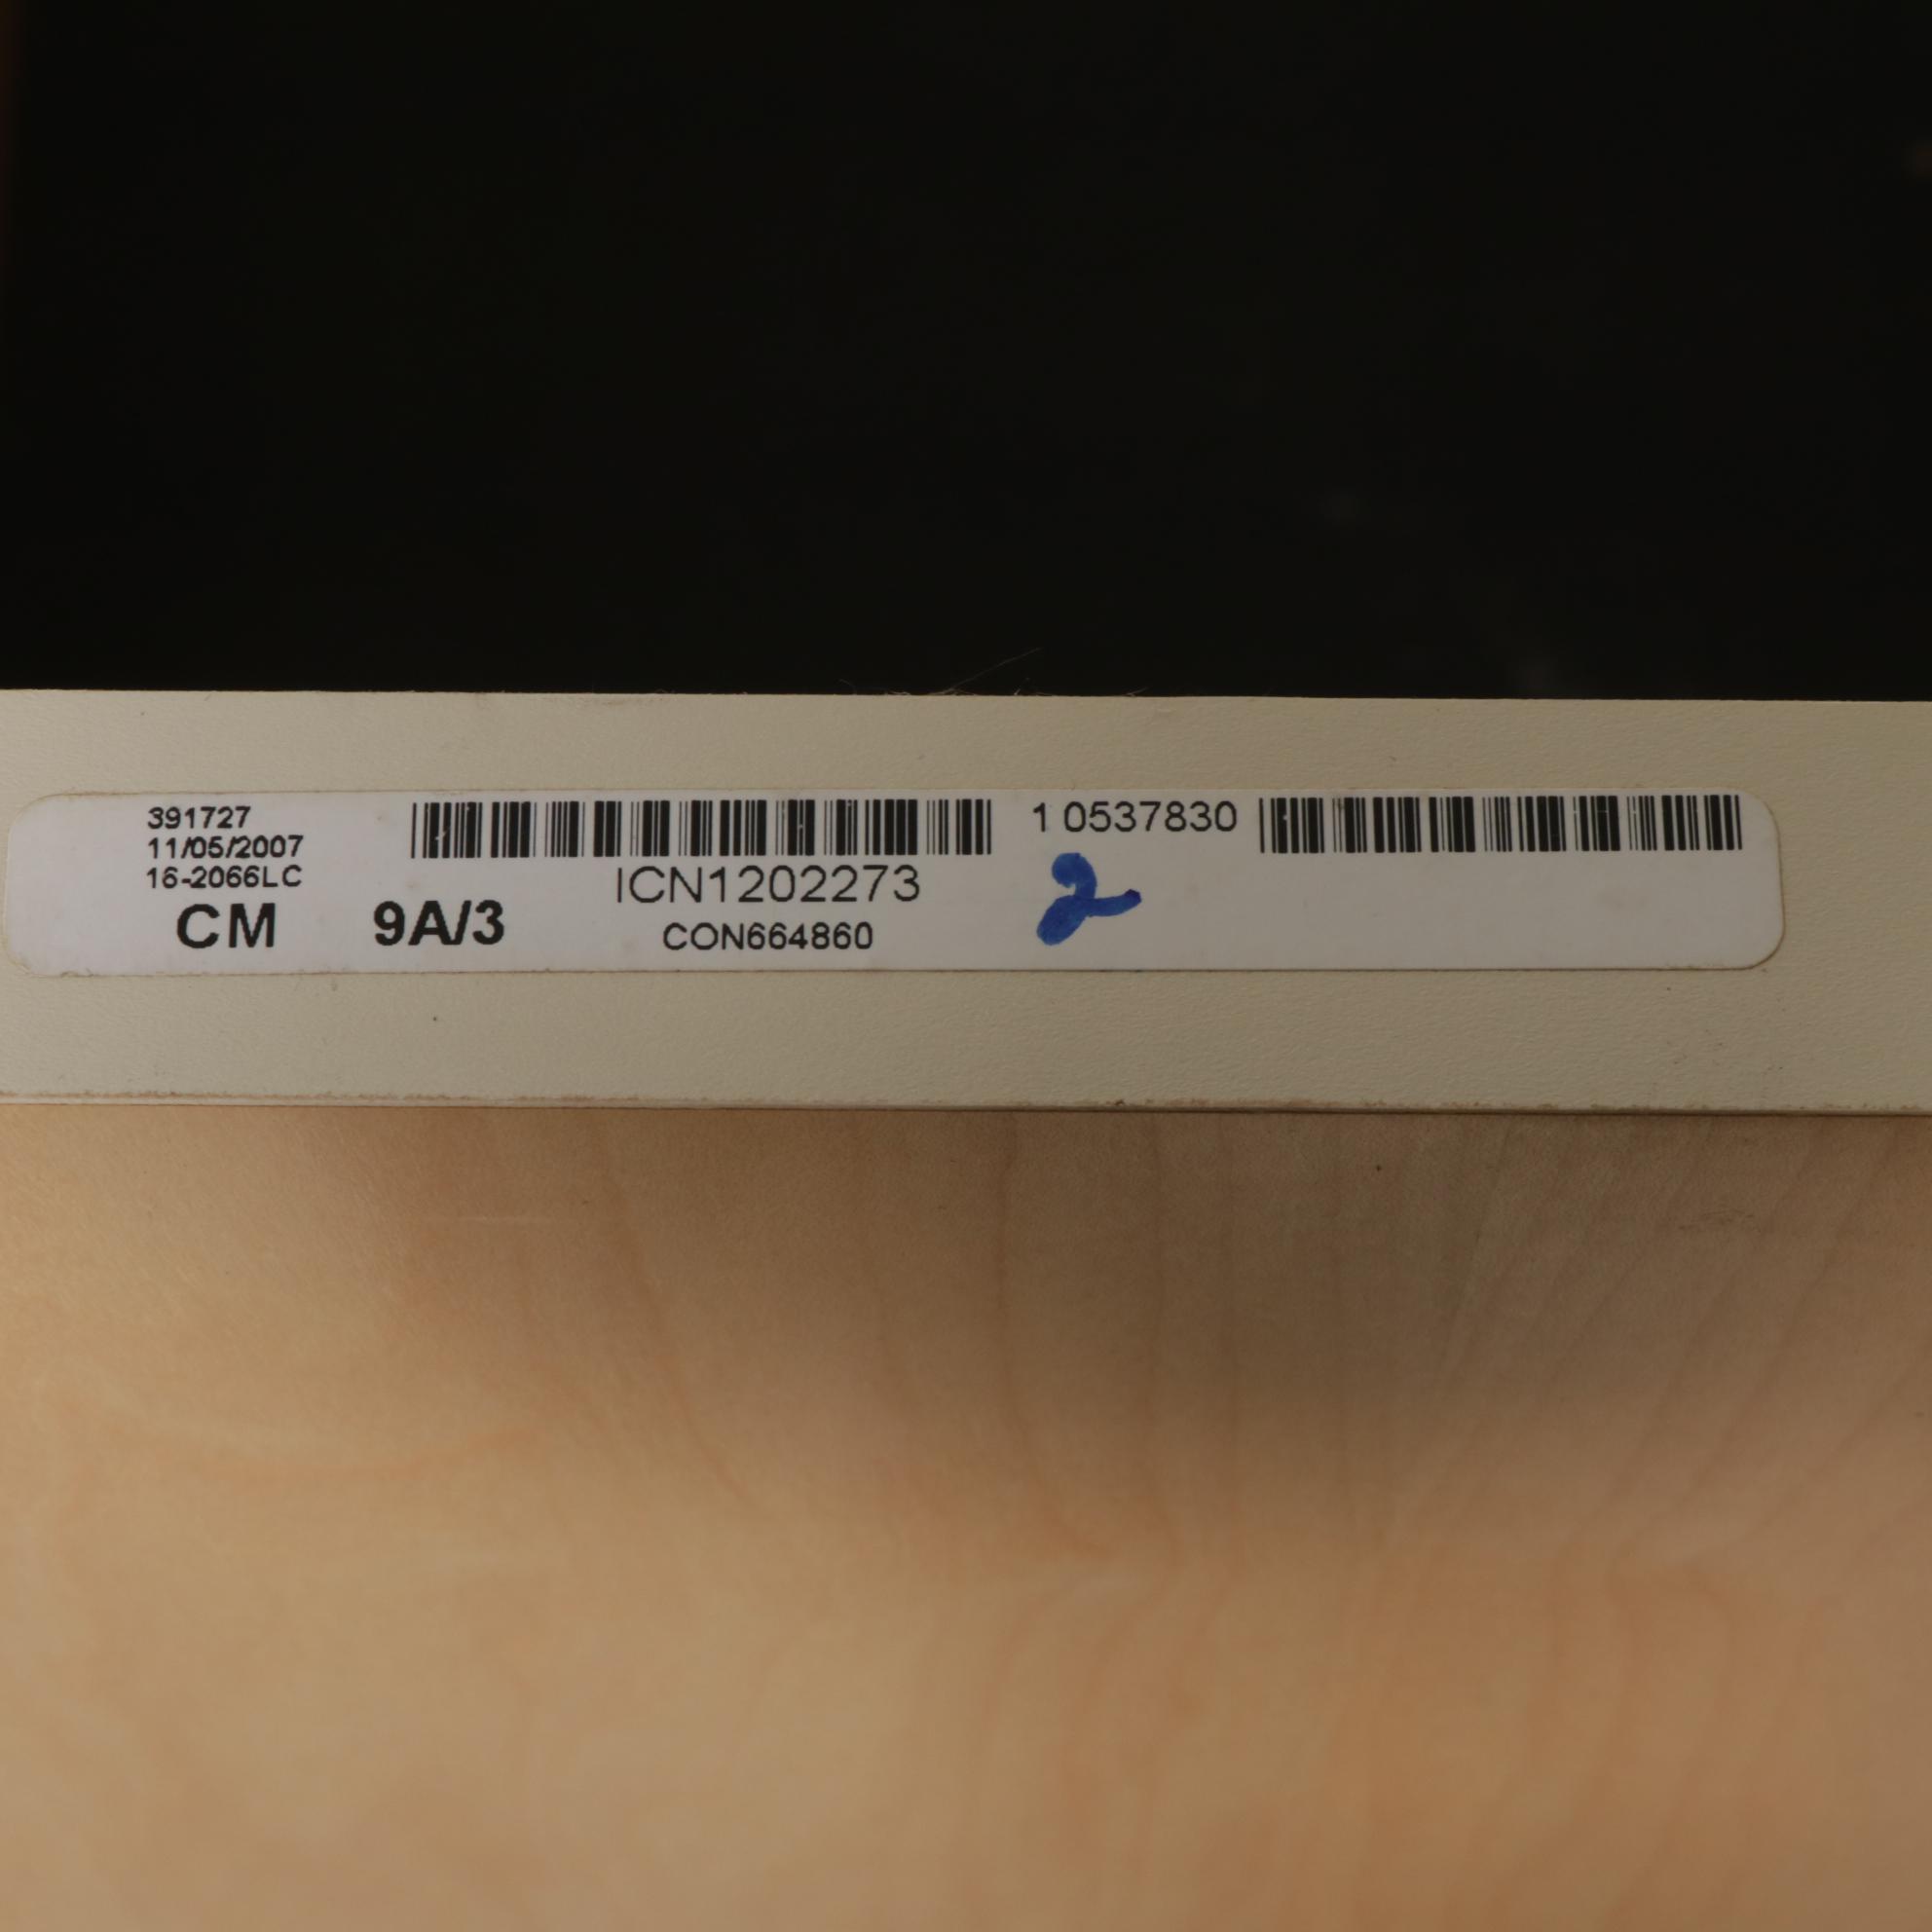 391727
11/05/2007
16-2066LC
CM 9A/3
ICN1202273
CON664860
1 0537830
2